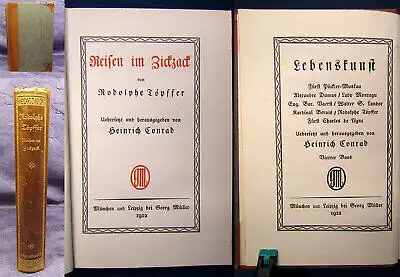 Rodolphe
Töpffer
Reisen im
Zickzack
Reisen im Zickzack
von
Rodolphe Töpffer
Uebersetzt und herausgegeben von
Heinrich Conrad
GM
München und Leipzig bei Georg Müller
1912
Lebenskunst
Fürst Pückler-Muskau
Alexandre Dumas / Lady Montagu
Eug. Bar. Vaerst / Walter S. Landor
Kardinal Bernis / Rodolphe Töpffer
Fürst Charles de Ligne
Uebersetzt und herausgegeben von
Heinrich Conrad
Vierter Band
GM
München und Leipzig bei Georg Müller
1912